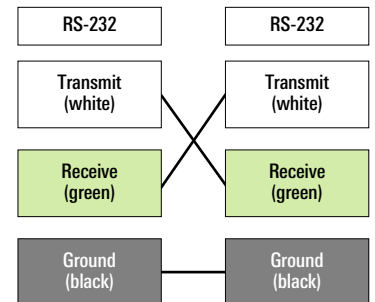 RS-232
RS-232
Transmit
(white)
Transmit
(white)
Receive
(green)
Receive
(green)
Ground
(black)
Ground
(black)